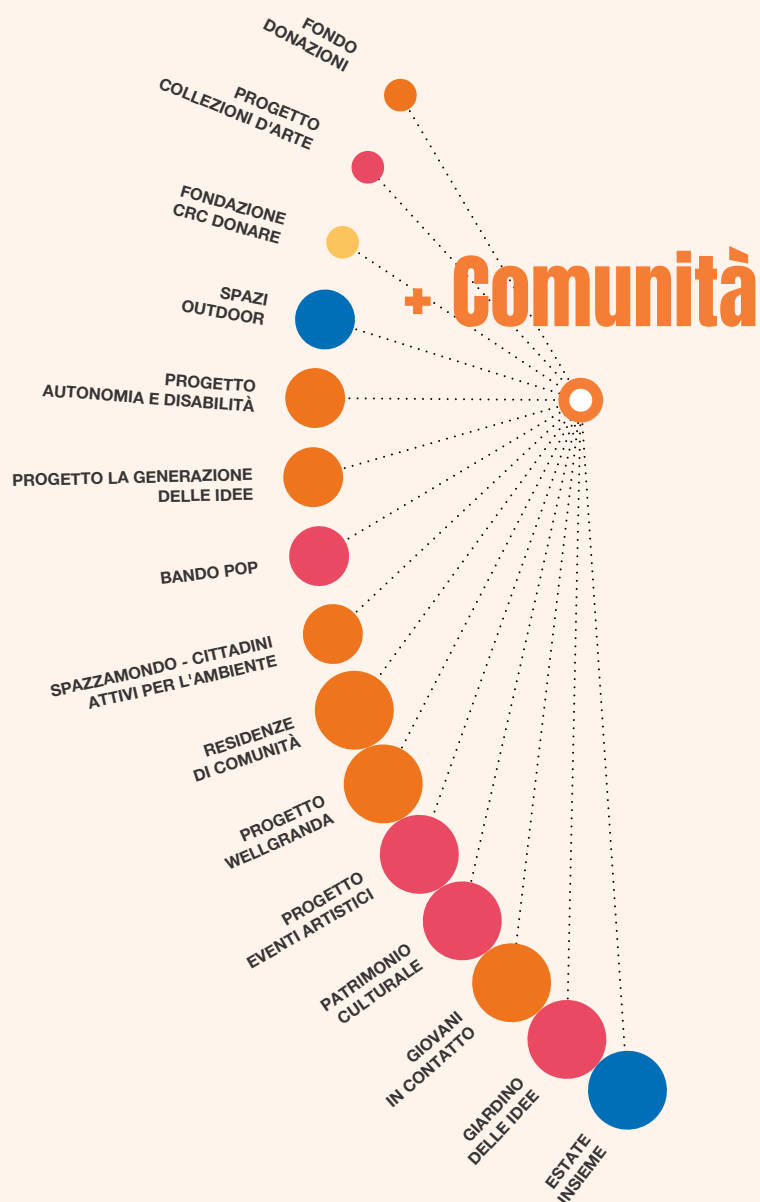 FONDO
DONAZIONI
PROGETTO
COLLEZIONI D'ARTE
FONDAZIONE
CRC DONARE
+ Comunità
SPAZI
OUTDOOR
PROGETTO
AUTONOMIA E DISABILITÀ
PROGETTO LA GENERAZIONE
DELLE IDEE
BANDO POP
SPAZZAMONDO - CITTADINI
ATTIVI PER L'AMBIENTE
RESIDENZE
DI COMUNITÀ
PROGETTO
WELLGRANDA
PROGETTO
EVENTI ARTISTICI
PATRIMONIO
CULTURALE
GIOVANI
IN CONTATTO
GIARDINO
DELLE IDEE
ESTATE
INSIEME